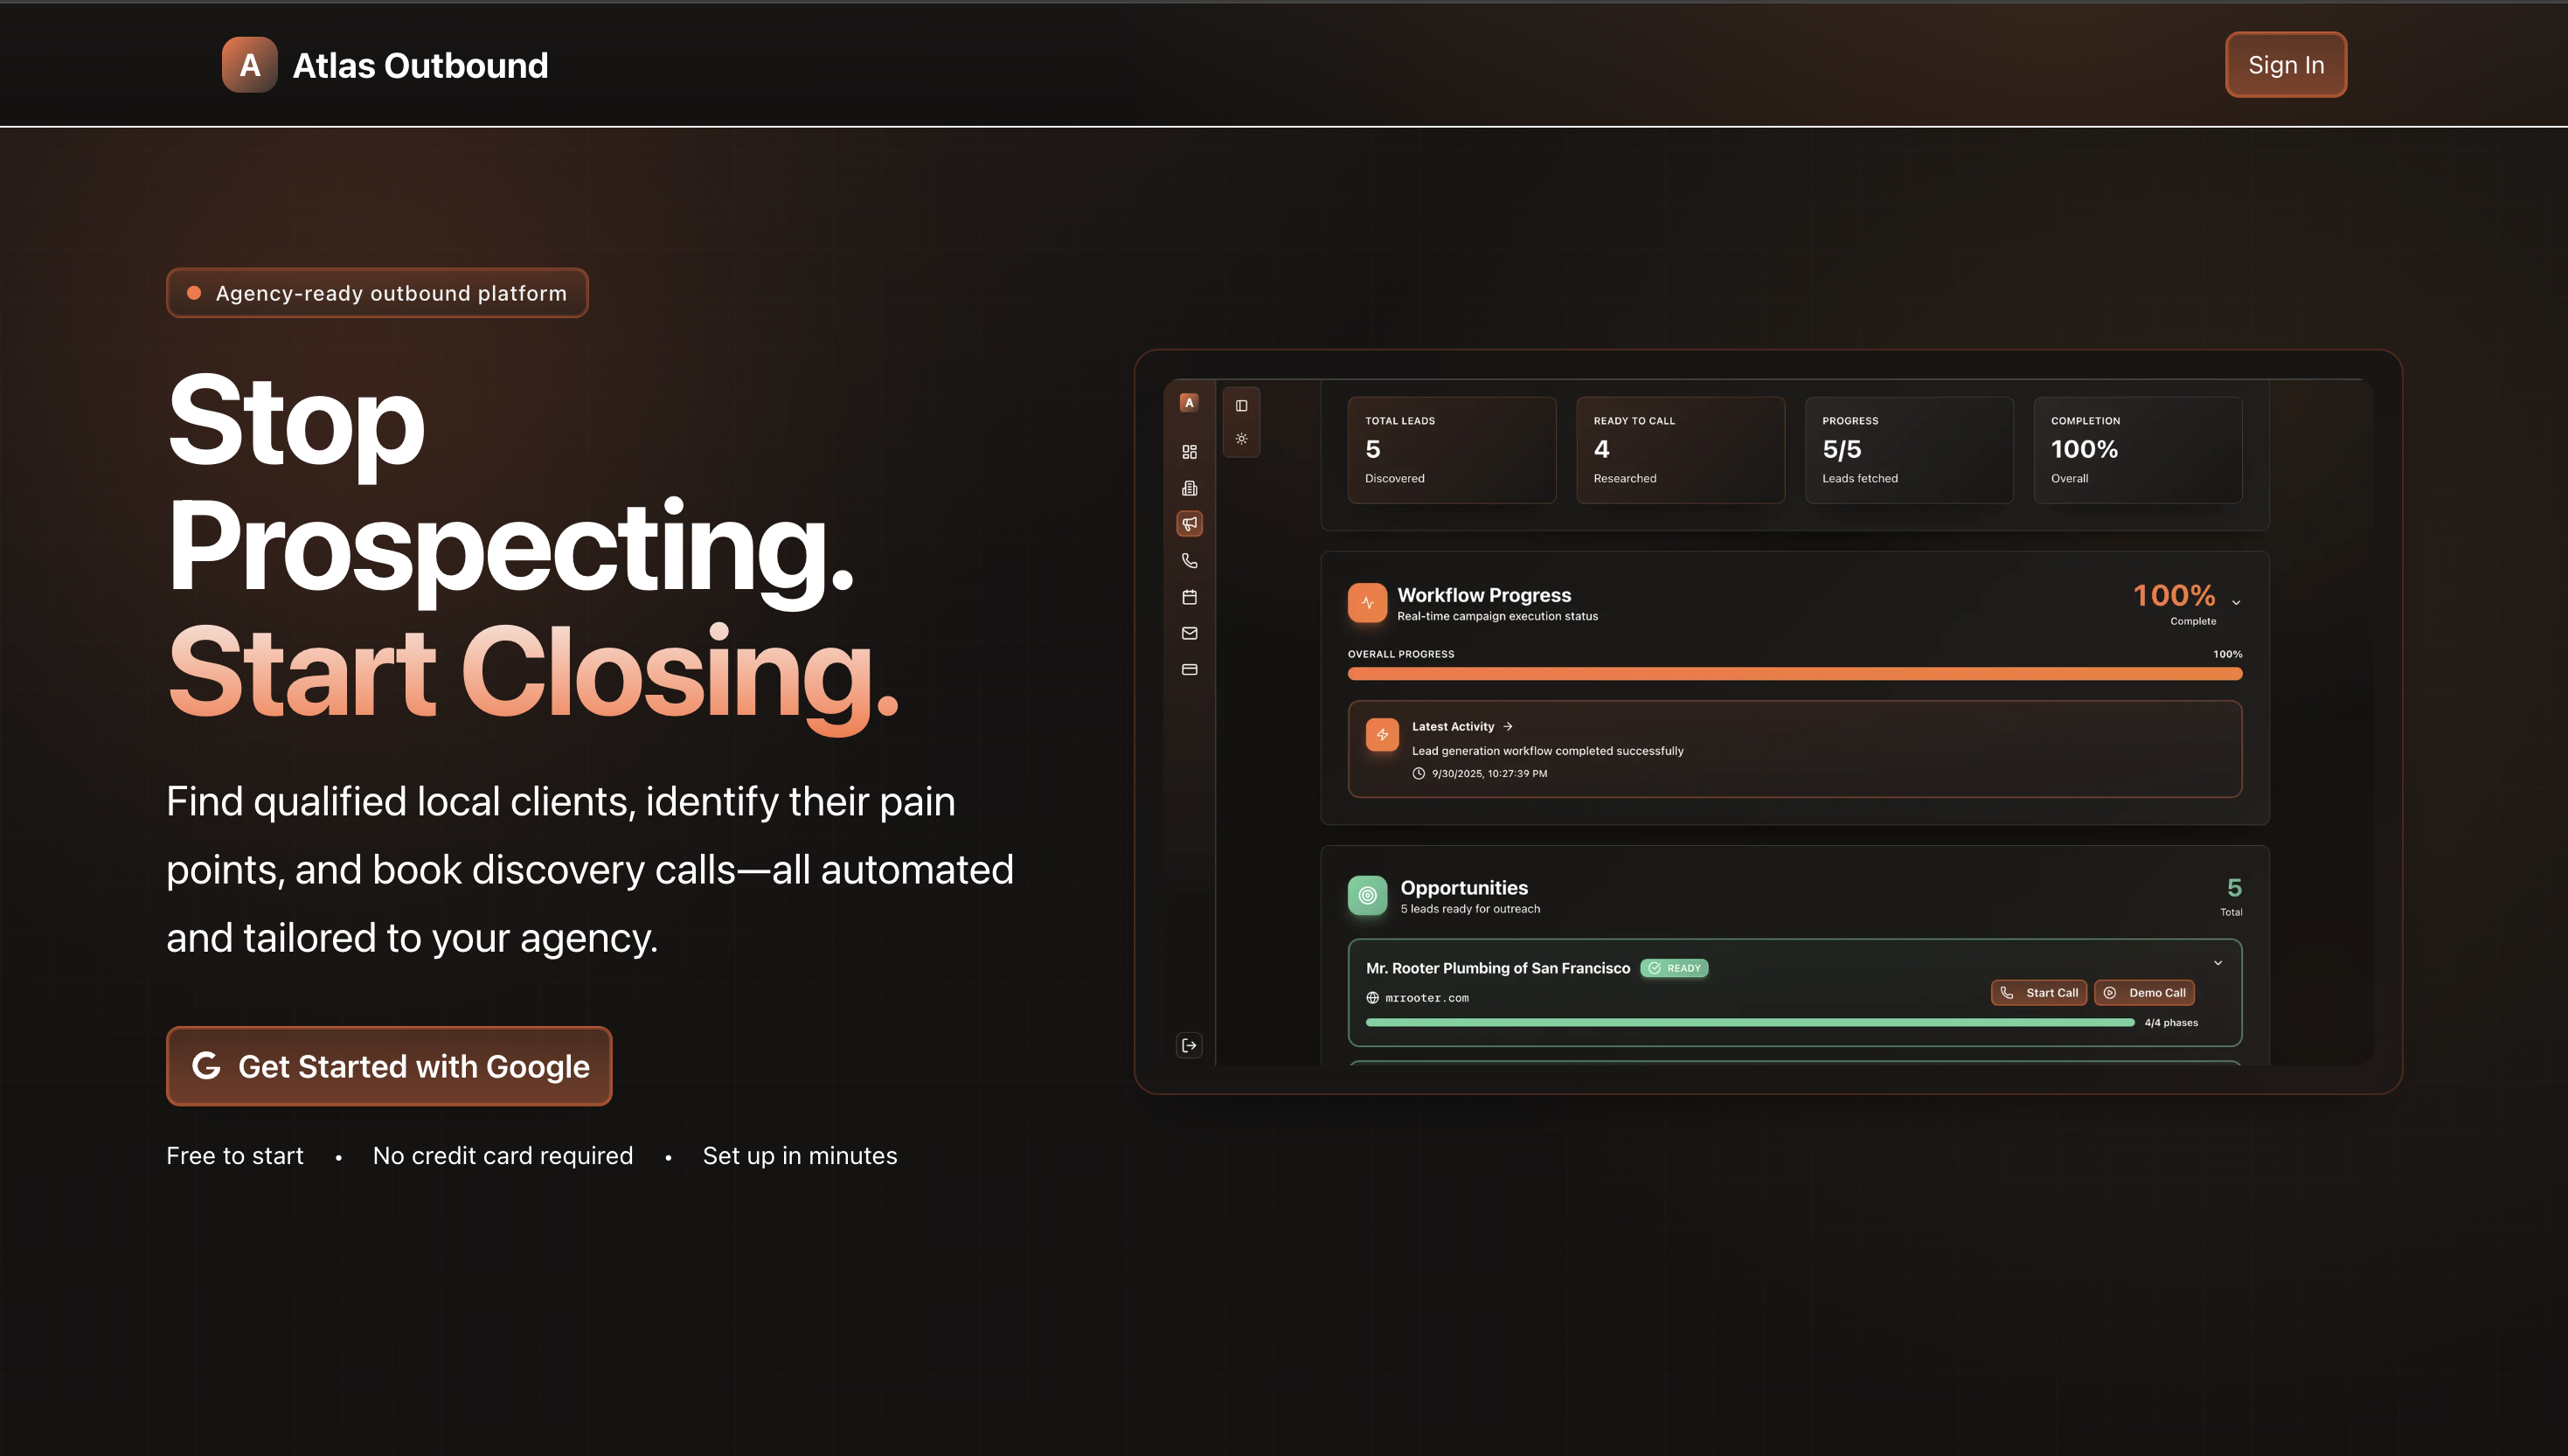 A Atlas Outbound
Sign In
Agency-ready outbound platform
Stop
Prospecting.
Start Closing.
Find qualified local clients, identify their pain
points, and book discovery calls—all automated
and tailored to your agency.
G Get Started with Google
Free to start • No credit card required • Set up in minutes
A
TOTAL LEADS
5
Discovered
READY TO CALL
4
Researched
PROGRESS
5/5
Leads fetched
COMPLETION
100%
Overall
Workflow Progress
Real-time campaign execution status
100%
Complete
OVERALL PROGRESS
100%
Latest Activity →
Lead generation workflow completed successfully
9/30/2025, 10:27:39 PM
Opportunities
5 leads ready for outreach
5
Total
Mr. Rooter Plumbing of San Francisco
READY
mrrooter.com
Start Call
Demo Call
4/4 phases